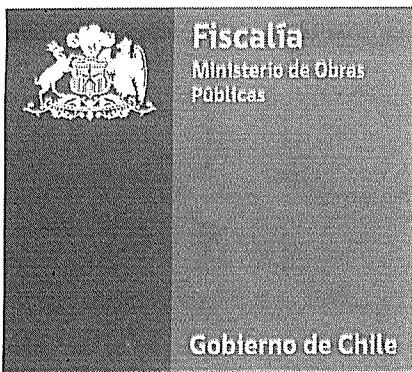 Fiscalía
Ministerio de Obras
Públicas
Gobierno de Chile